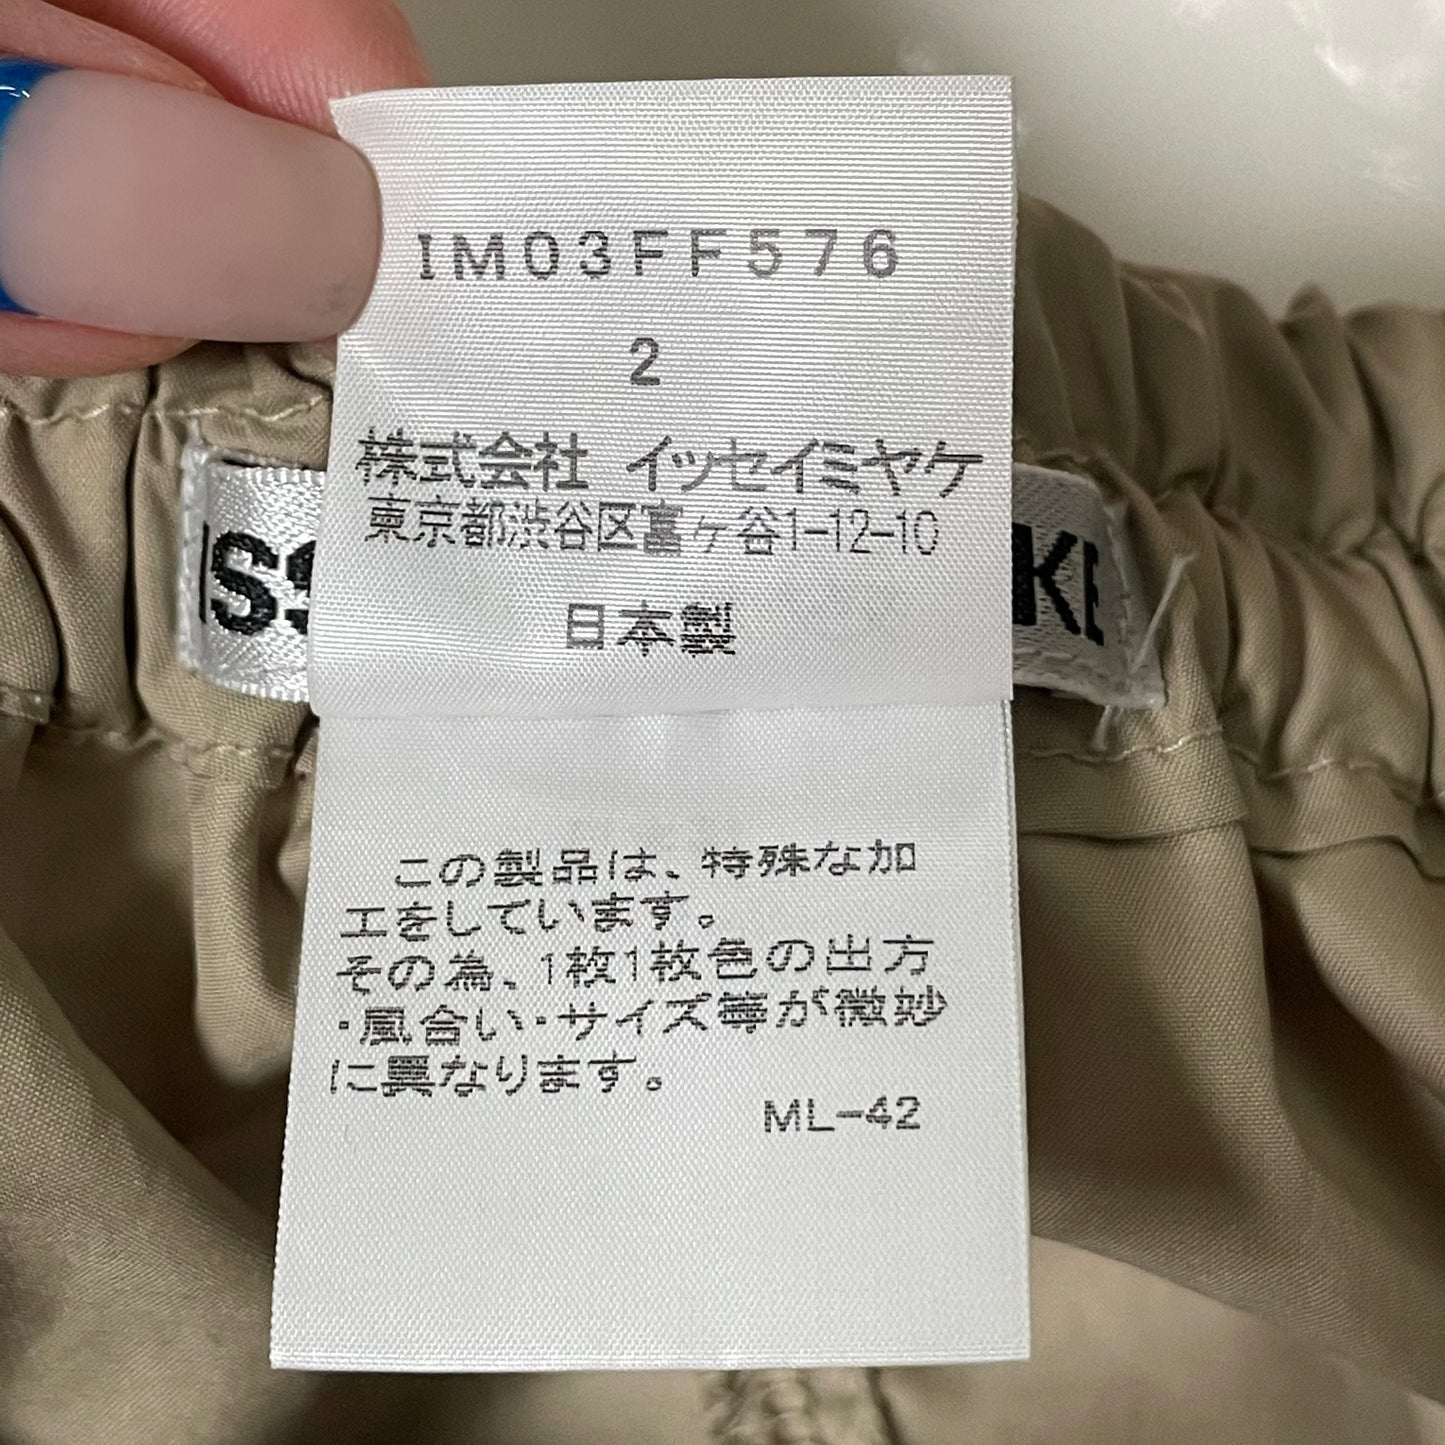 IM03FF576
2
株式会社 イッセイミヤケ
東京都渋谷区富ヶ谷1-12-10
日本製
ISS KE
この製品は、特殊な加
工をしています。
その為、1枚1枚色の出方
・風合い・サイズ等が微妙
に異なります。
ML-42